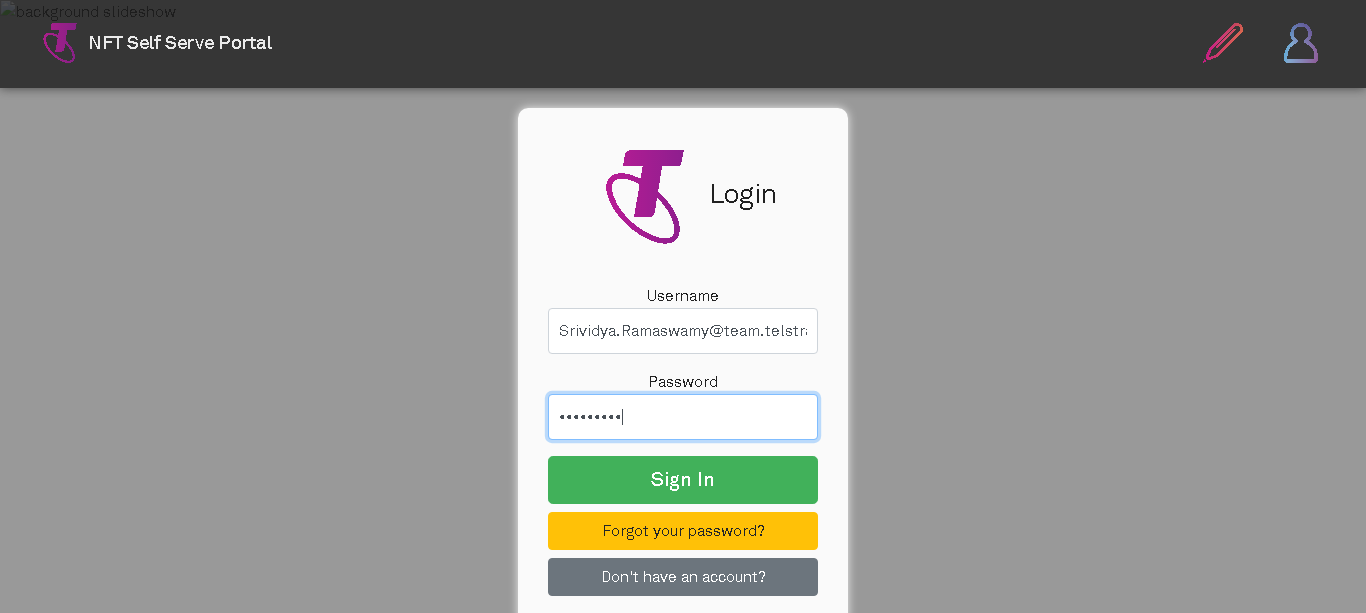 background slideshow
NFT Self Serve Portal
Login
Username
Srividya.Ramaswamy@team.telstra
Password
•••••••••
Sign In
Forgot your password?
Don't have an account?